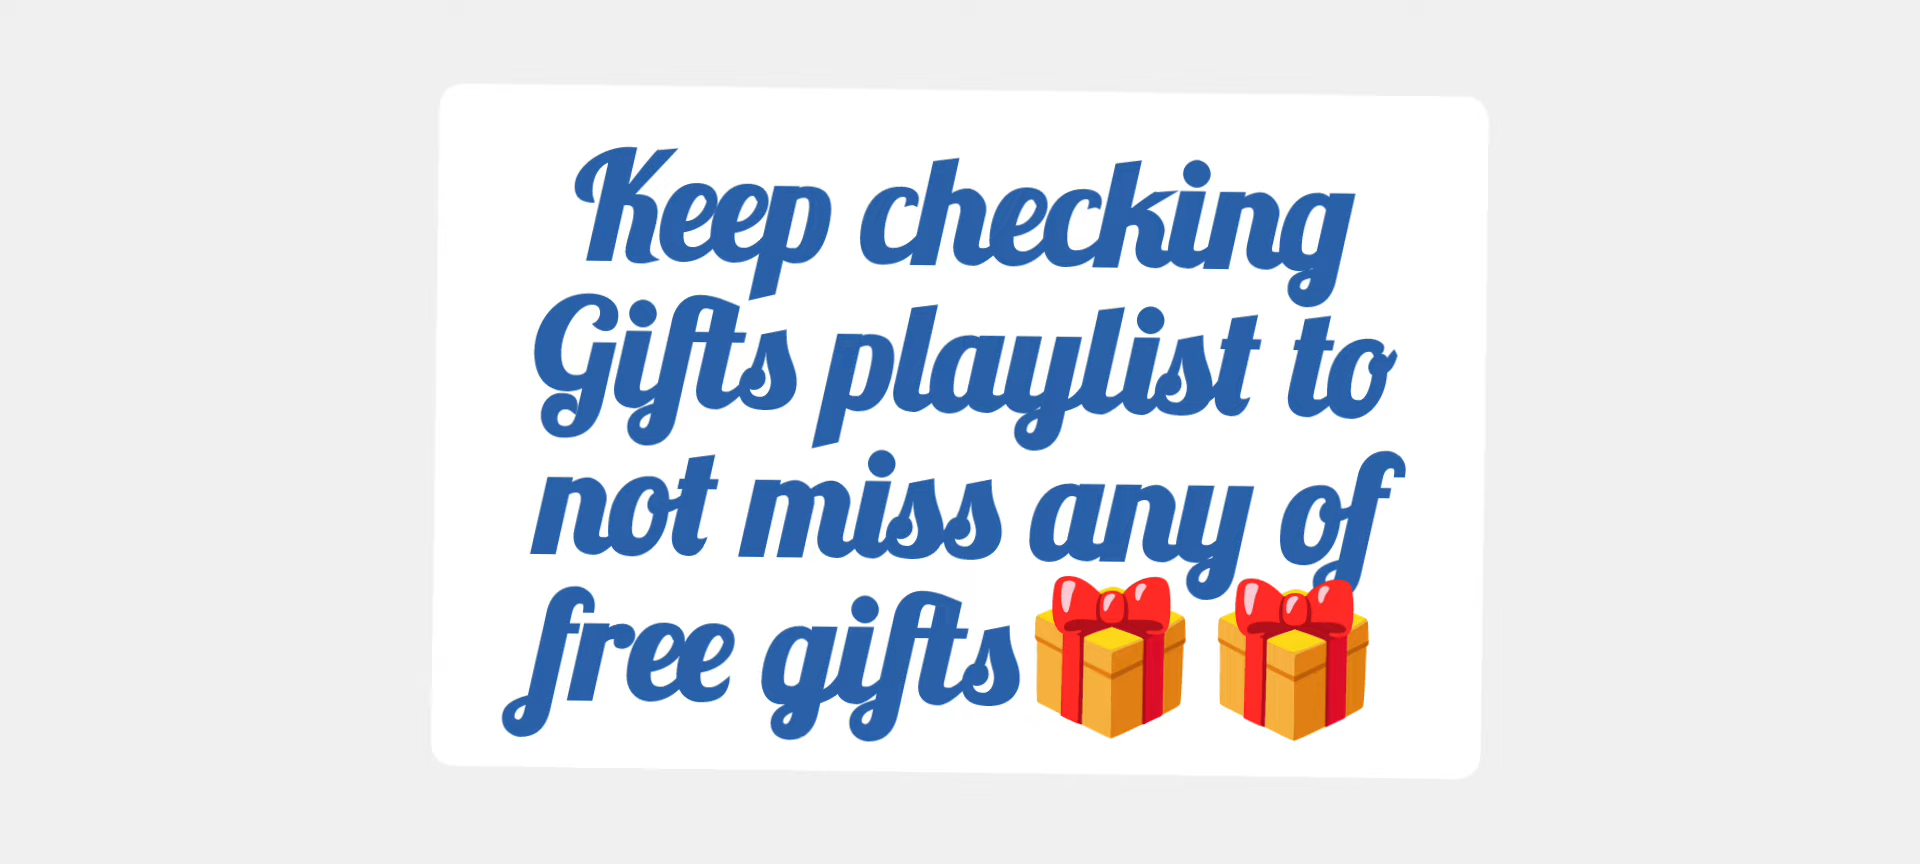 Keep checking
Gifts playlist to
not miss any of
free gifts🎁 🎁